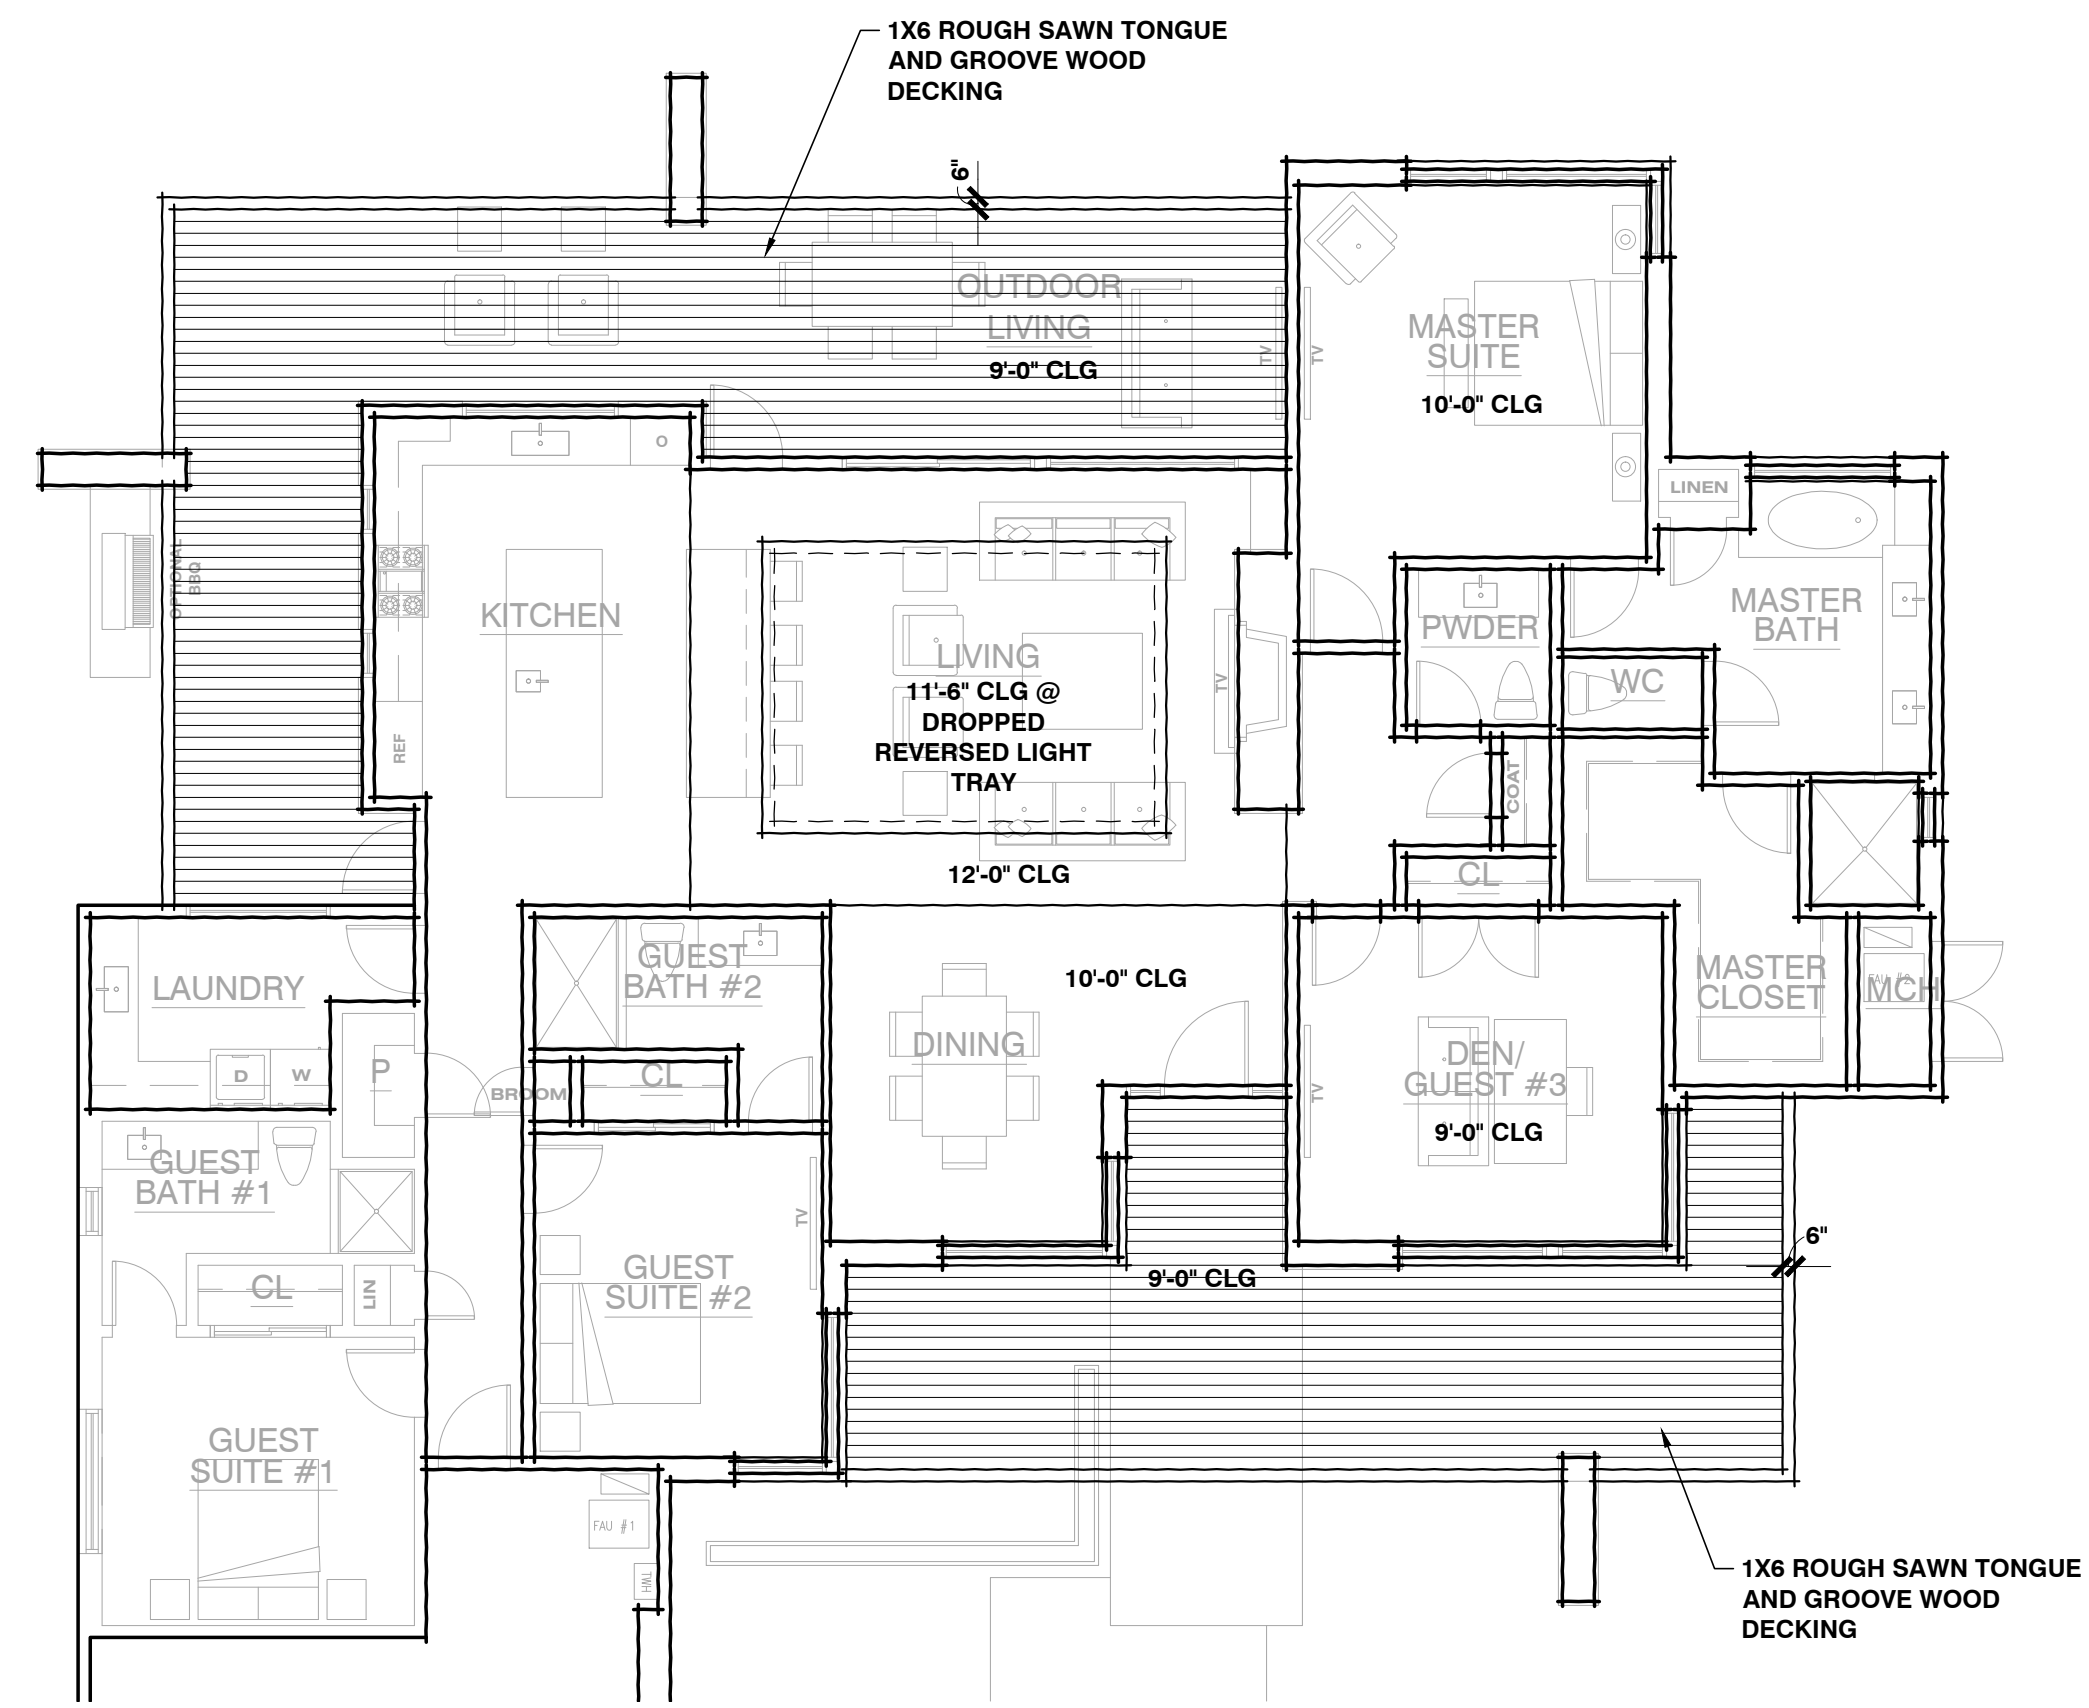 1X6 ROUGH SAWN TONGUE
AND GROOVE WOOD
DECKING
6"
OUTDOOR
LIVING
9'-0" CLG
TV
TV
MASTER
SUITE
10'-0" CLG
O
LINEN
OPTIONAL
BBQ
KITCHEN
LIVING
11'-6" CLG @
DROPPED
REVERSED LIGHT
TRAY
12'-0" CLG
TV
PWDER
MASTER
BATH
WC
REF
COAT
CL
LAUNDRY
GUEST
BATH #2
10'-0" CLG
MASTER
CLOSET
FAU #2
MCH
DINING
DEN/
GUEST #3
9'-0" CLG
TV
D
W
P
BROOM
CL
GUEST
BATH #1
TV
6"
CL
LIN
GUEST
SUITE #2
9'-0" CLG
GUEST
SUITE #1
FAU #1
TWH
1X6 ROUGH SAWN TONGUE
AND GROOVE WOOD
DECKING